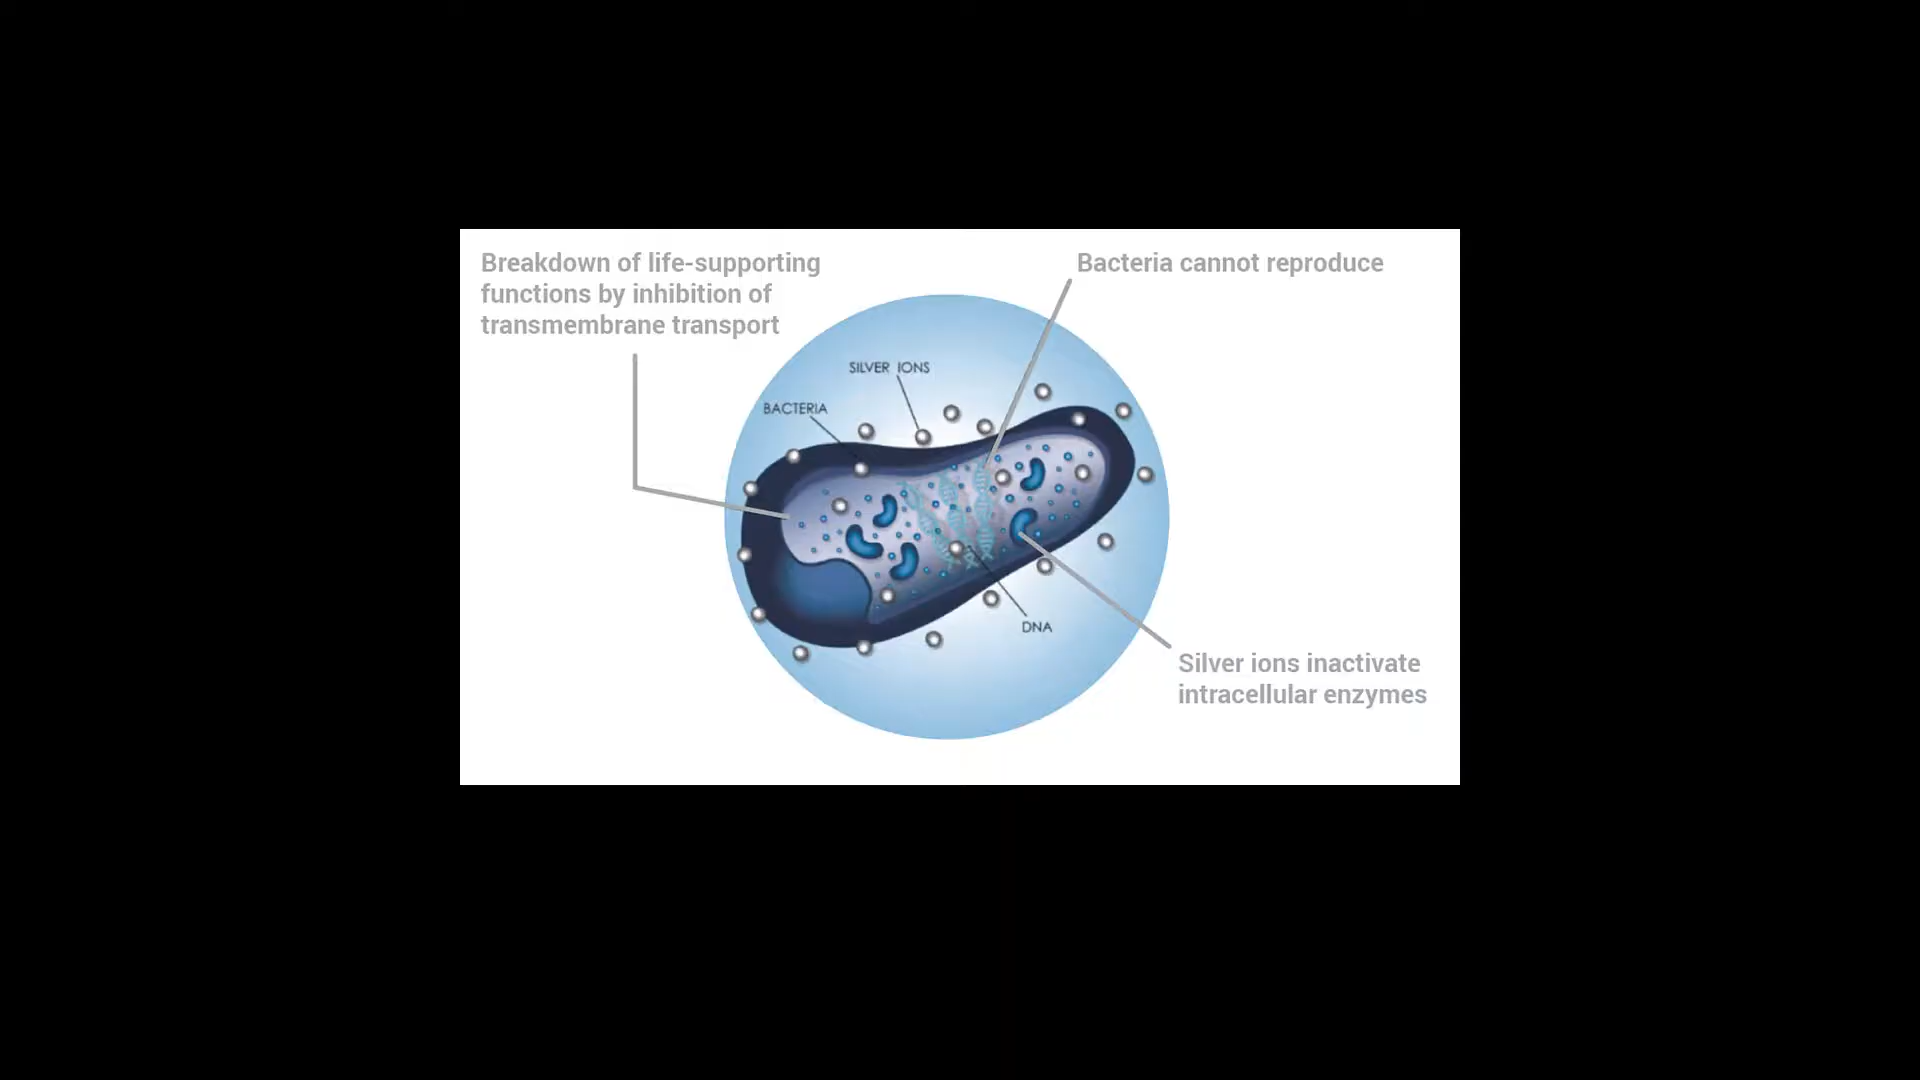 Breakdown of life-supporting
functions by inhibition of
transmembrane transport
Bacteria cannot reproduce
SILVER IONS
BACTERIA
DNA
Silver ions inactivate
intracellular enzymes